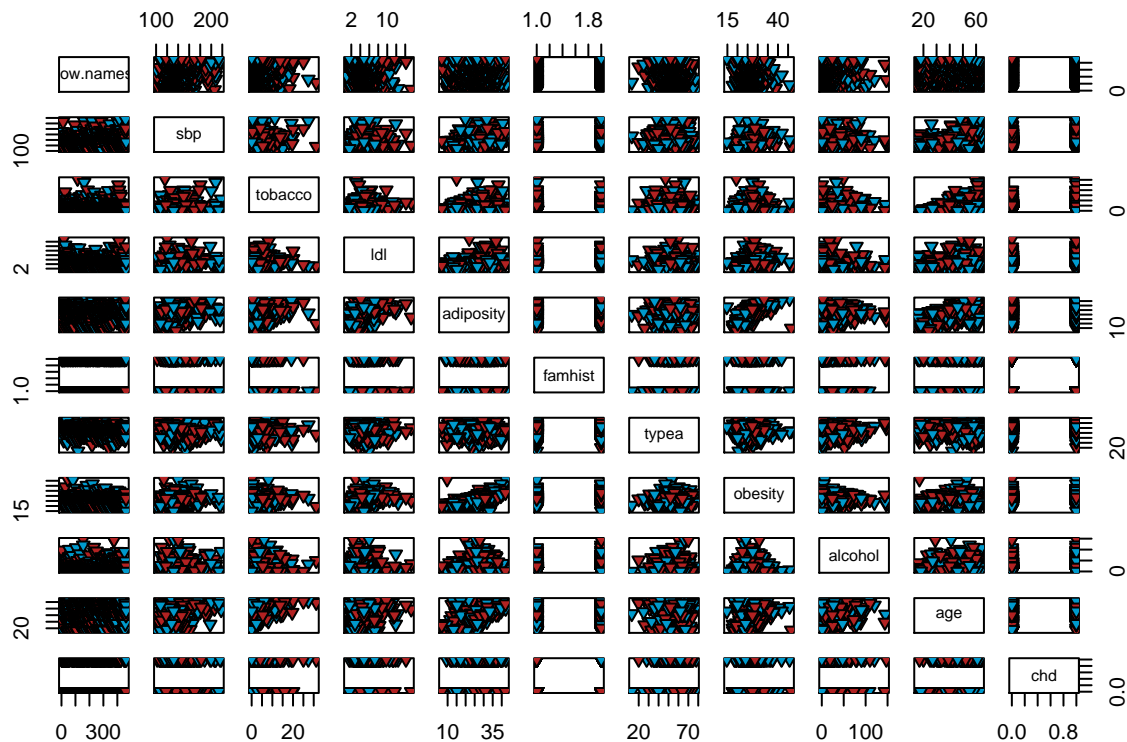 100 200 2 10 1.0 1.8 15 40 20 60
ow.names 0
100 sbp
tobacco 0
2 ldl
adiposity 10
1.0 famhist
typea 20
15 obesity
alcohol 0
20 age
chd 0.0
0 300 0 20 10 35 20 70 0 100 0.0 0.8